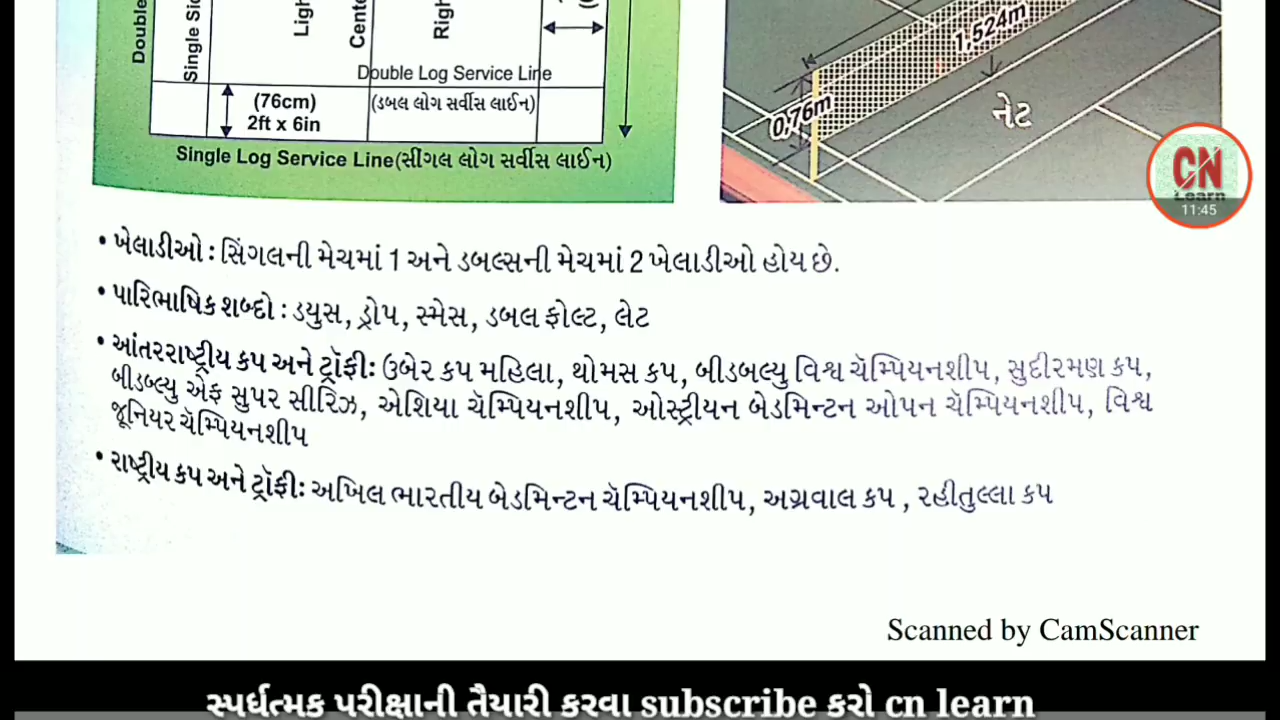 Double
Single Si
Ligh
Cente
Righ
Double Log Service Line
(76cm)
2ft x 6in
(ડબલ લોગ સર્વીસ લાઈન)
Single Log Service Line(સીંગલ લોગ સર્વીસ લાઈન)
1.524m
0.76m
નેટ
CN
Learn
11:45
• ખેલાડીઓ : સિંગલની મેચમાં 1 અને ડબલ્સની મેચમાં 2 ખેલાડીઓ હોય છે.
• પારિભાષિક શબ્દો : ડયુસ, ડ્રોપ, સ્મેસ, ડબલ ફોલ્ટ, લેટ
• આંતરરાષ્ટ્રીય કપ અને ટ્રૉફી: ઉબેર કપ મહિલા, થોમસ કપ, બીડબલ્યુ વિશ્વ ચૅમ્પિયનશીપ, સુદીરમણ કપ,
બીડબ્લ્યુ એફ સુપર સીરિઝ, એશિયા ચૅમ્પિયનશીપ, ઓસ્ટ્રીયન બેડમિન્ટન ઓપન ચૅમ્પિયનશીપ, વિશ્વ
જૂનિયર ચૅમ્પિયનશીપ
• રાષ્ટ્રીય કપ અને ટ્રૉફી: અખિલ ભારતીય બેડમિન્ટન ચૅમ્પિયનશીપ, અગ્રવાલ કપ , રહીતુલ્લા કપ
Scanned by CamScanner
સ્પર્ધત્મક પરીક્ષાની તૈયારી કરવા subscribe કરો cn learn